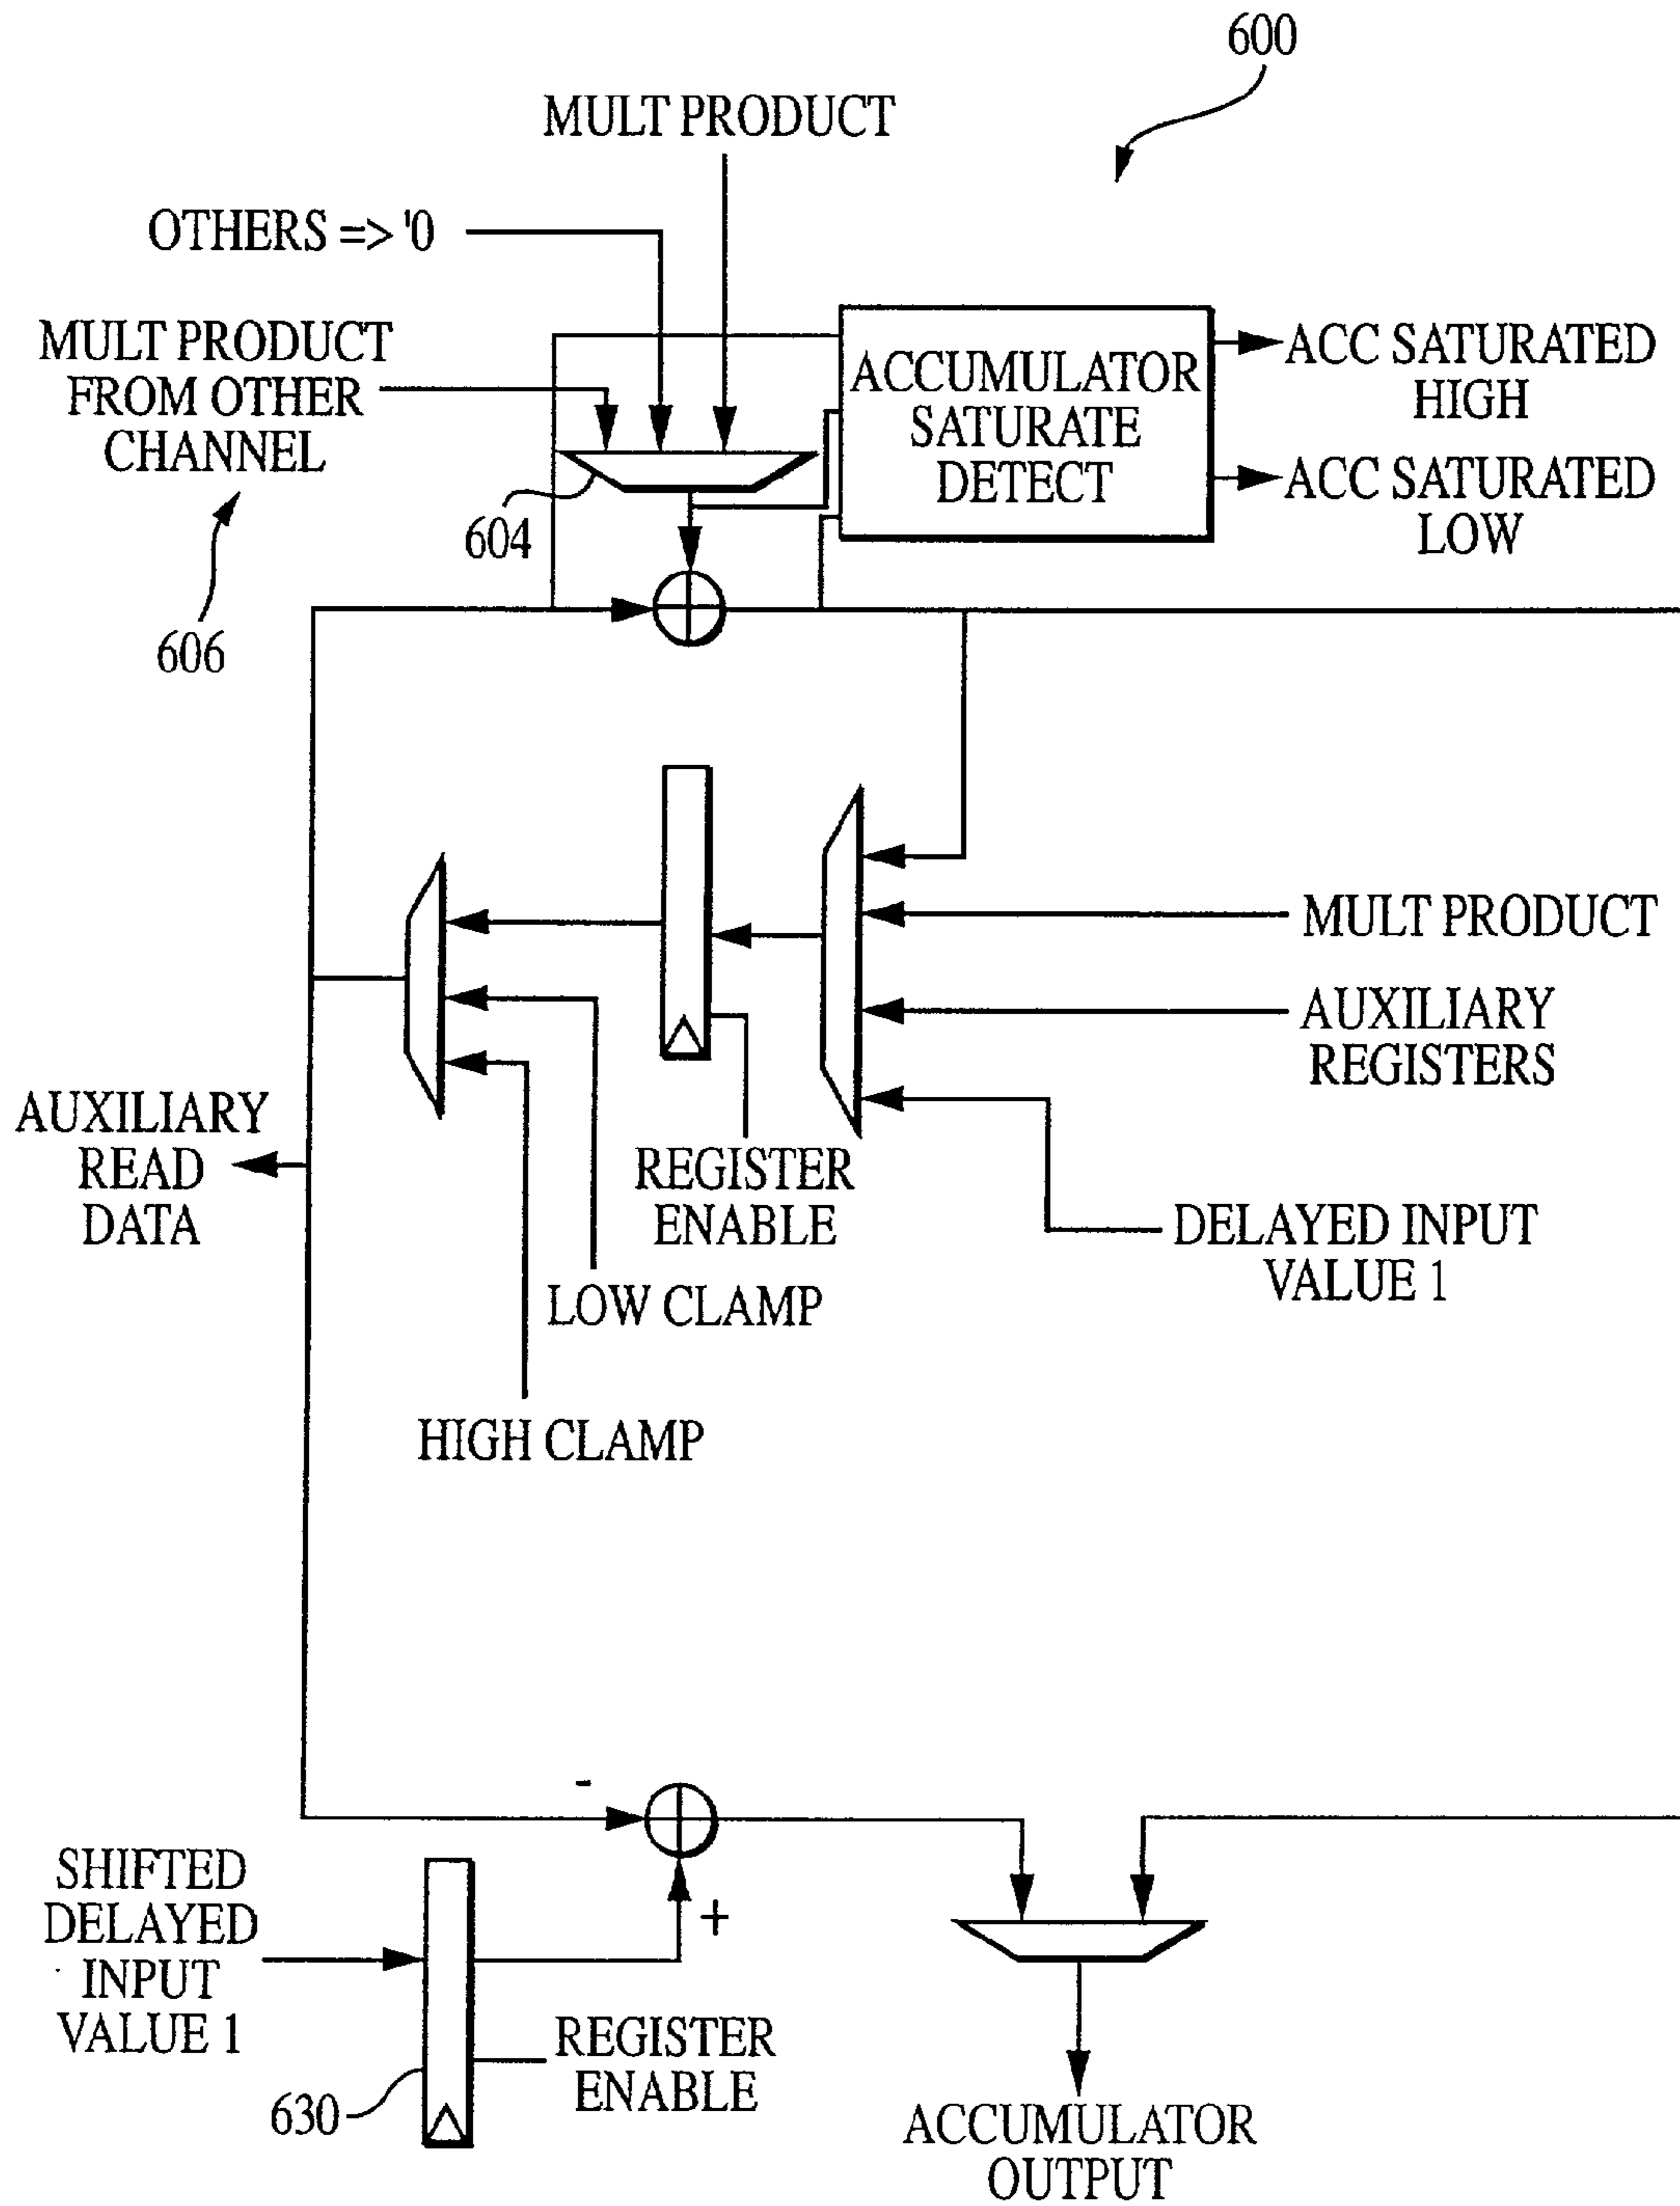 600
MULT PRODUCT
OTHERS => '0
MULT PRODUCT
FROM OTHER
CHANNEL
606
604
ACCUMULATOR
SATURATE
DETECT
ACC SATURATED
HIGH
ACC SATURATED
LOW
MULT PRODUCT
AUXILIARY
REGISTERS
DELAYED INPUT
VALUE 1
REGISTER
ENABLE
LOW CLAMP
HIGH CLAMP
AUXILIARY
READ
DATA
-
+
SHIFTED
DELAYED
INPUT
VALUE 1
630
REGISTER
ENABLE
ACCUMULATOR
OUTPUT